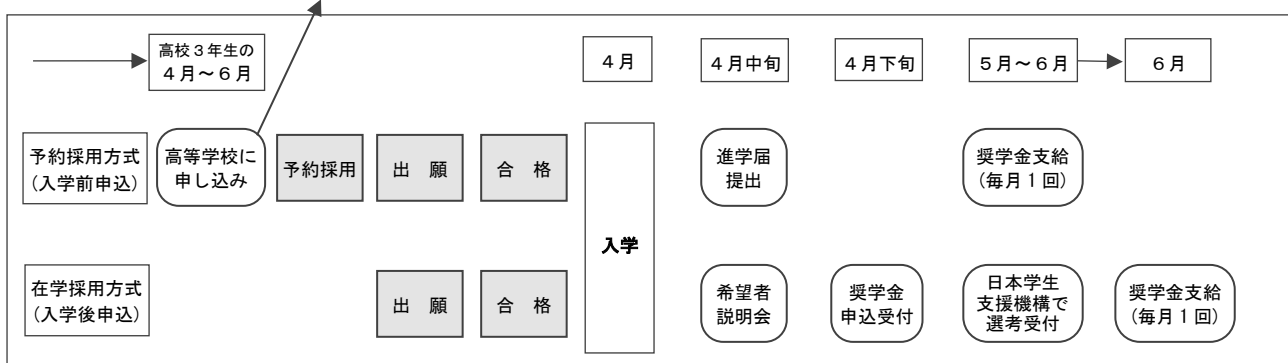 高校３年生の
４月～６月
４月
４月中旬
４月下旬
５月～６月
６月
予約採用方式
(入学前申込)
高等学校に
申し込み
予約採用
出　願
合　格
進学届
提出
奨学金支給
(毎月１回)
入学
在学採用方式
(入学後申込)
出　願
合　格
希望者
説明会
奨学金
申込受付
日本学生
支援機構で
選考受付
奨学金支給
(毎月１回)